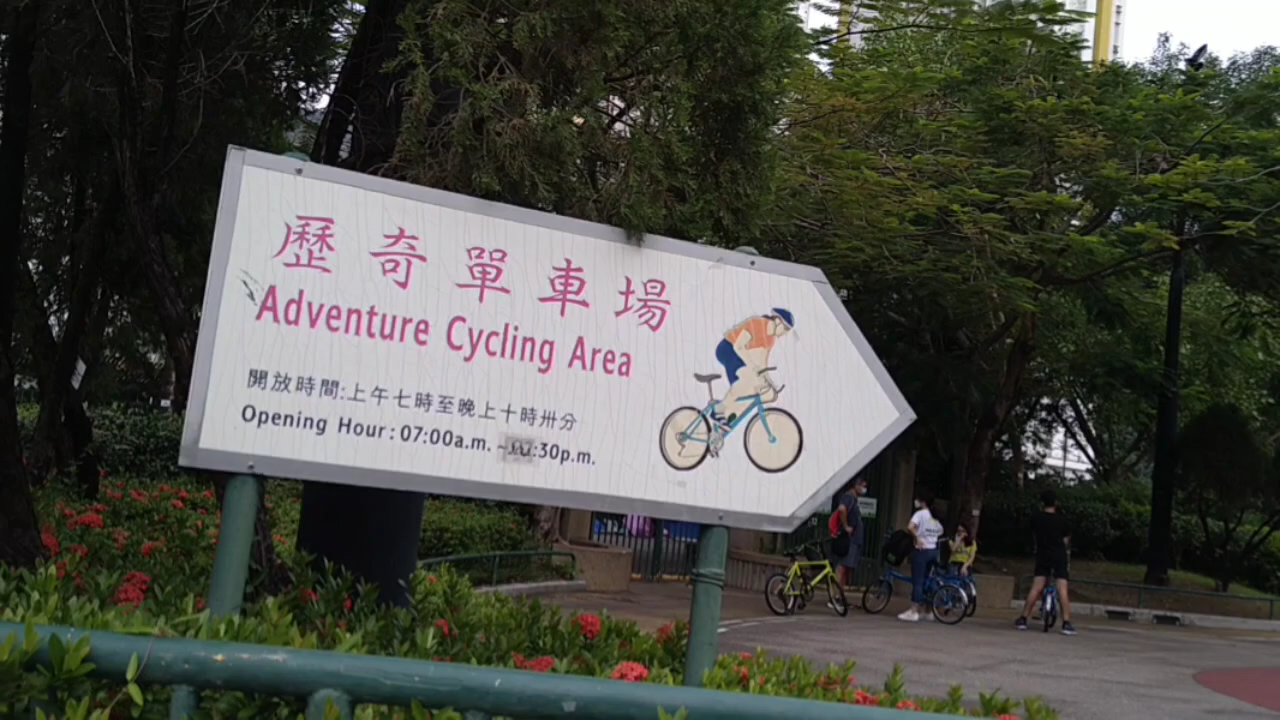 歷奇單車場
Adventure Cycling Area
開放時間:上午七時至晚上十時卅分
Opening Hour: 07:00a.m. ~ :30p.m.